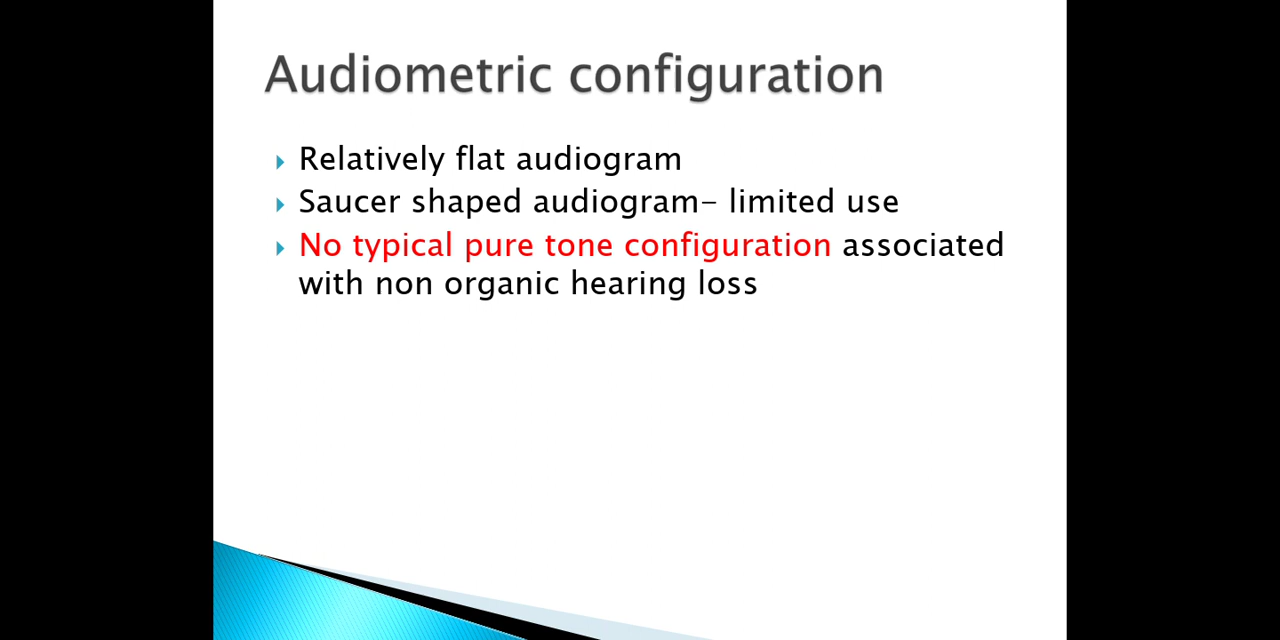 Audiometric configuration
Relatively flat audiogram
Saucer shaped audiogram- limited use
No typical pure tone configuration associated
with non organic hearing loss